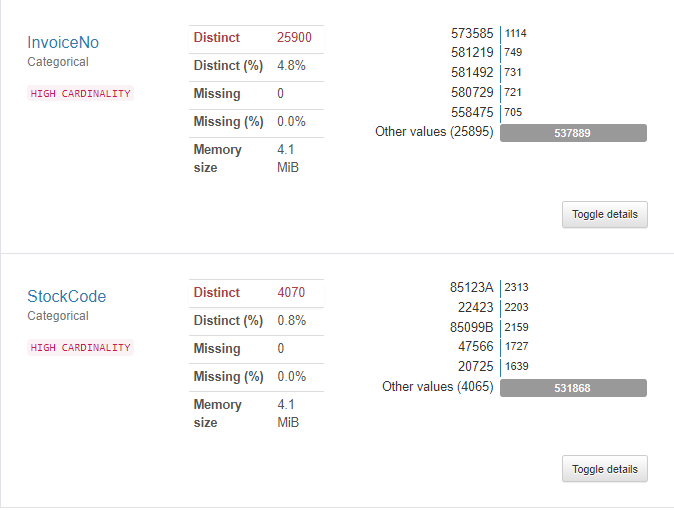 InvoiceNo
Categorical
HIGH CARDINALITY
Distinct 25900
Distinct (%) 4.8%
Missing 0
Missing (%) 0.0%
Memory size 4.1 MiB
573585 1114
581219 749
581492 731
580729 721
558475 705
Other values (25895) 537889
Toggle details
StockCode
Categorical
HIGH CARDINALITY
Distinct 4070
Distinct (%) 0.8%
Missing 0
Missing (%) 0.0%
Memory size 4.1 MiB
85123A 2313
22423 2203
85099B 2159
47566 1727
20725 1639
Other values (4065) 531868
Toggle details